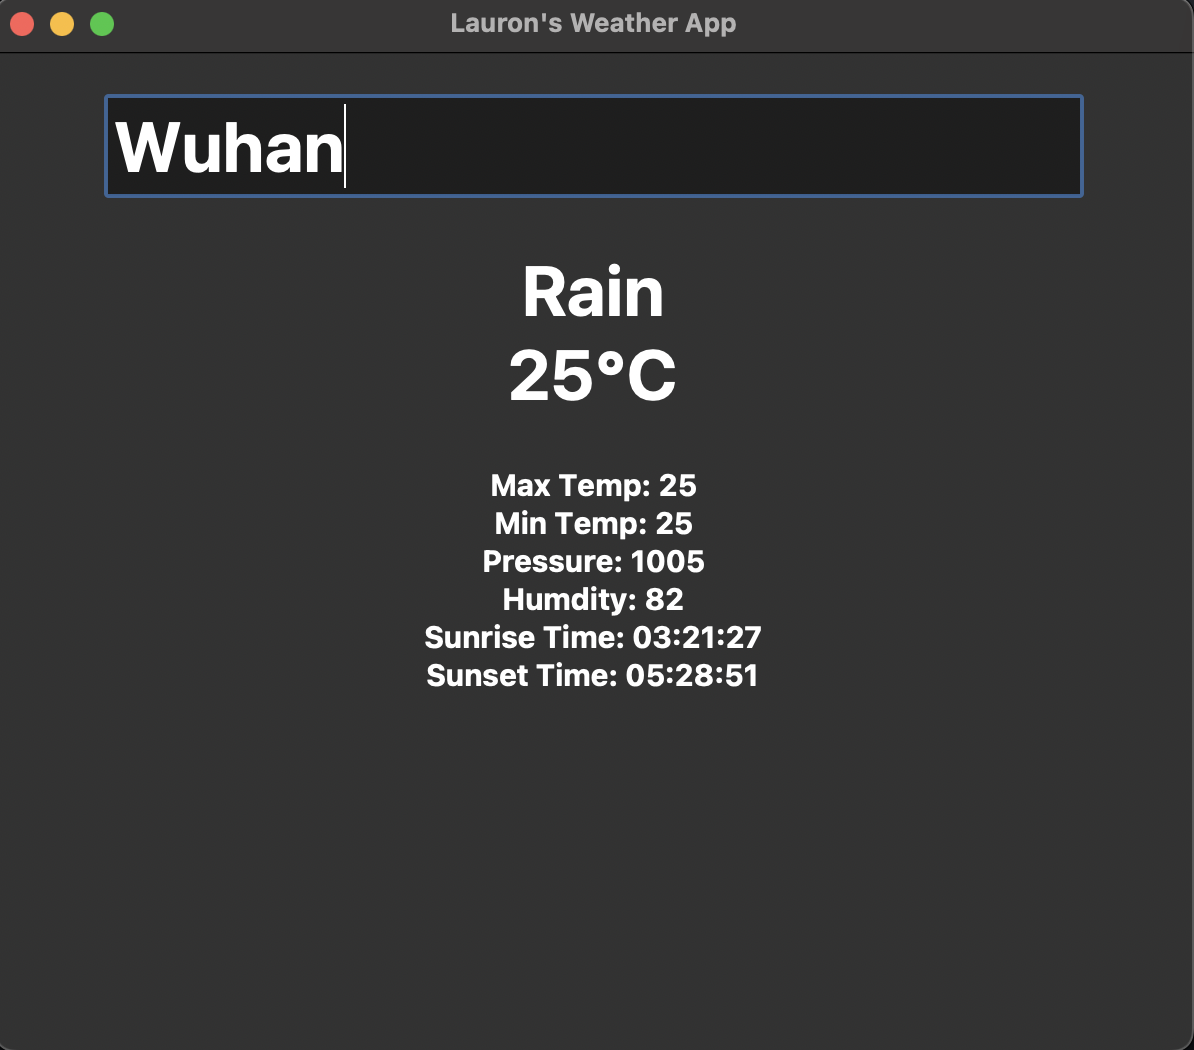 Lauron's Weather App
Wuhan
Rain
25°C
Max Temp: 25
Min Temp: 25
Pressure: 1005
Humdity: 82
Sunrise Time: 03:21:27
Sunset Time: 05:28:51